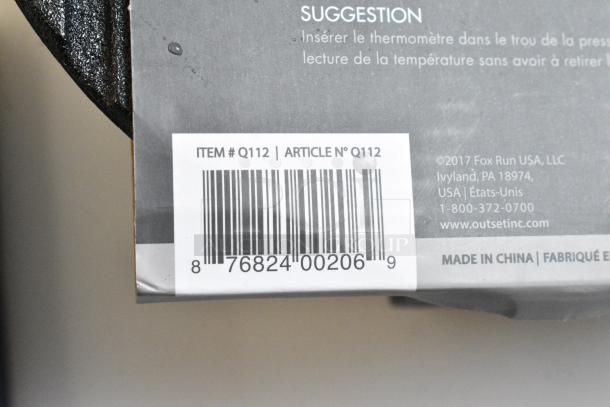 SUGGESTION
Insérer le thermomètre dans le trou de la press
lecture de la température sans avoir à retirer l
ITEM # Q112 | ARTICLE N° Q112
8 76824 00206 9
©2017 Fox Run USA, LLC
Ivyland, PA 18974,
USA | États-Unis
1-800-372-0700
www.outsetinc.com
MADE IN CHINA | FABRIQUÉ E